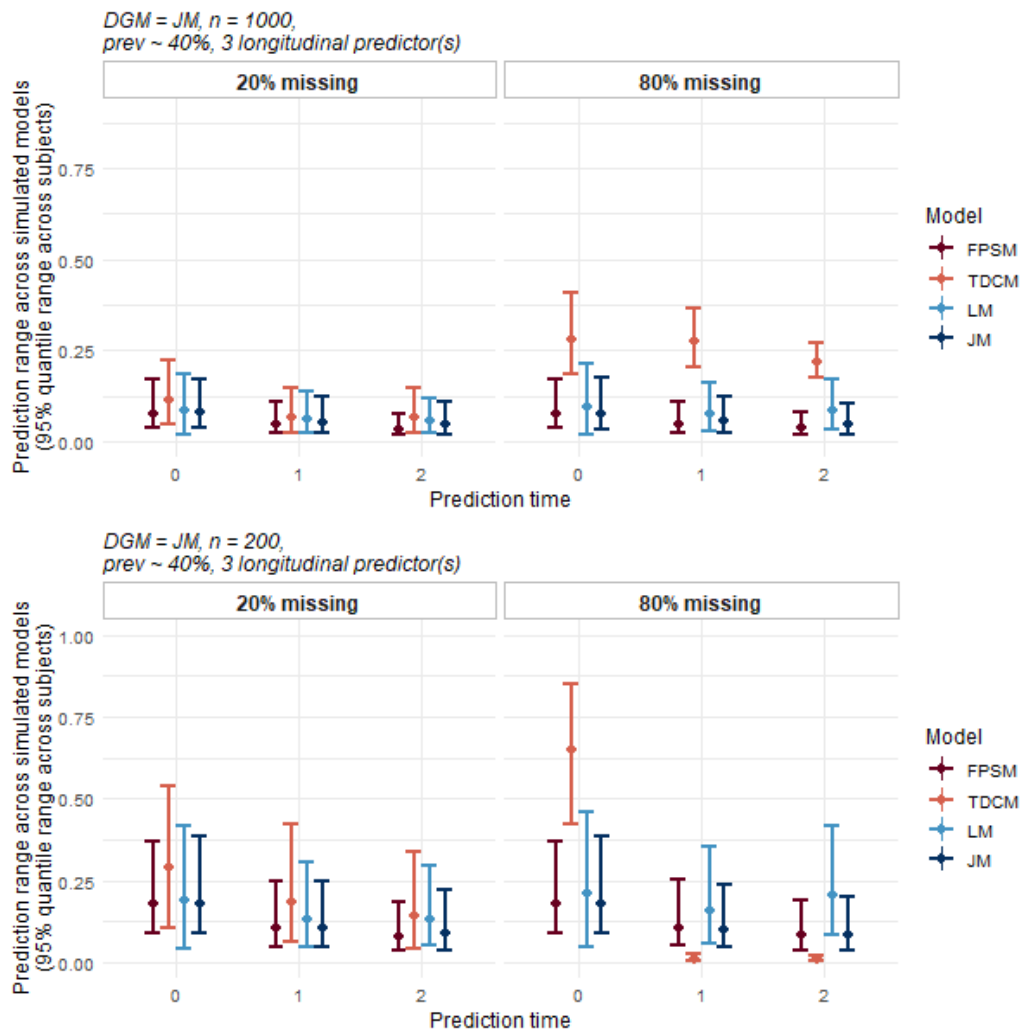 DGM = JM, n = 1000,
prev ~ 40%, 3 longitudinal predictor(s)
20% missing
80% missing
Prediction range across simulated models
(95% quantile range across subjects)
0.75
0.50
0.25
0.00
0
1
2
0
1
2
Prediction time
Model
FPSM
TDCM
LM
JM
DGM = JM, n = 200,
prev ~ 40%, 3 longitudinal predictor(s)
20% missing
80% missing
Prediction range across simulated models
(95% quantile range across subjects)
1.00
0.75
0.50
0.25
0.00
0
1
2
0
1
2
Prediction time
Model
FPSM
TDCM
LM
JM